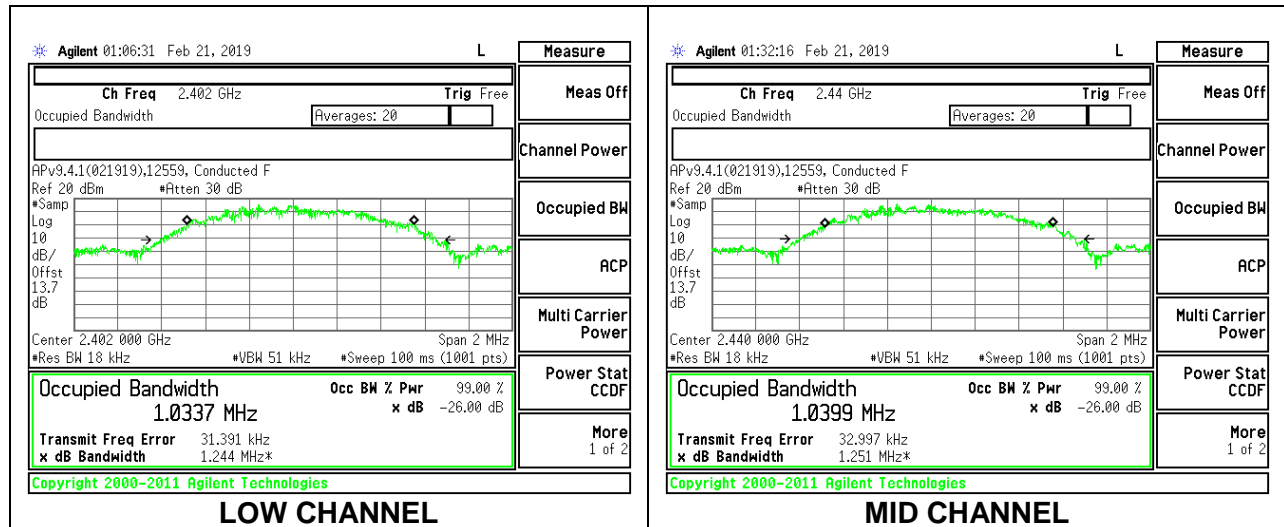 Agilent 01:06:31 Feb 21, 2019 L Measure
Ch Freq 2.402 GHz Trig Free
Occupied Bandwidth Averages: 20
APv9.4.1(021919),12559, Conducted F
Ref 20 dBm #Atten 30 dB
#Samp
Log
10
dB/
Offst
13.7
dB
Center 2.402 000 GHz Span 2 MHz
#Res BW 18 kHz #VBW 51 kHz #Sweep 100 ms (1001 pts)
Occupied Bandwidth Occ BW % Pwr 99.00 %
1.0337 MHz x dB -26.00 dB
Transmit Freq Error 31.391 kHz
x dB Bandwidth 1.244 MHz*
Meas Off
Channel Power
Occupied BW
ACP
Multi Carrier
Power
Power Stat
CCDF
More
1 of 2
Copyright 2000-2011 Agilent Technologies
LOW CHANNEL
Agilent 01:32:16 Feb 21, 2019 L Measure
Ch Freq 2.44 GHz Trig Free
Occupied Bandwidth Averages: 20
APv9.4.1(021919),12559, Conducted F
Ref 20 dBm #Atten 30 dB
#Samp
Log
10
dB/
Offst
13.7
dB
Center 2.440 000 GHz Span 2 MHz
#Res BW 18 kHz #VBW 51 kHz #Sweep 100 ms (1001 pts)
Occupied Bandwidth Occ BW % Pwr 99.00 %
1.0399 MHz x dB -26.00 dB
Transmit Freq Error 32.997 kHz
x dB Bandwidth 1.251 MHz*
Meas Off
Channel Power
Occupied BW
ACP
Multi Carrier
Power
Power Stat
CCDF
More
1 of 2
Copyright 2000-2011 Agilent Technologies
MID CHANNEL